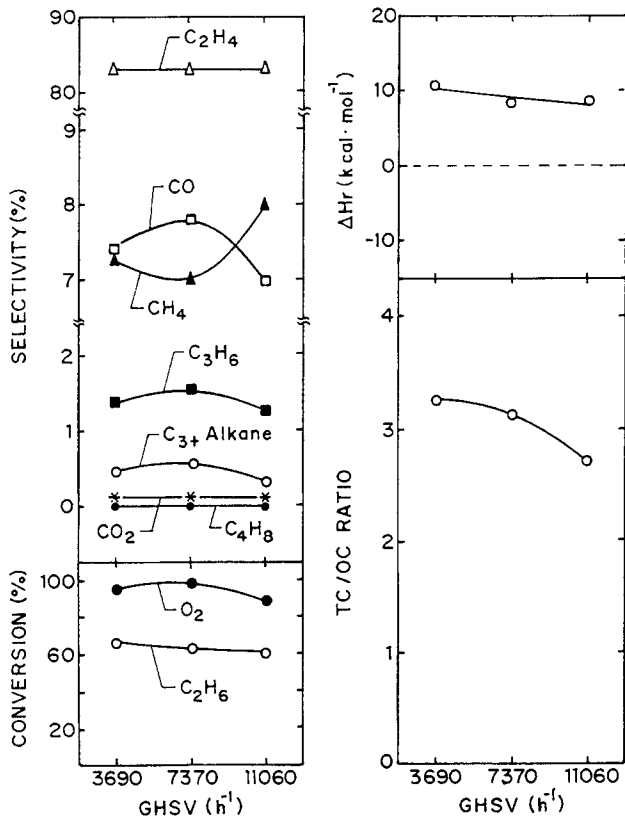 90
C₂H₄
80
9
CO
8
7
CH₄
SELECTIVITY (%)
2
C₃H₆
1
C₃₊ Alkane
0
CO₂
C₄H₈
100
O₂
60
C₂H₆
20
CONVERSION (%)
3690 7370 11060
GHSV (h⁻¹)
20
10
0
-10
ΔHr (kcal·mol⁻¹)
4
3
2
1
0
TC/OC RATIO
3690 7370 11060
GHSV (h⁻¹)